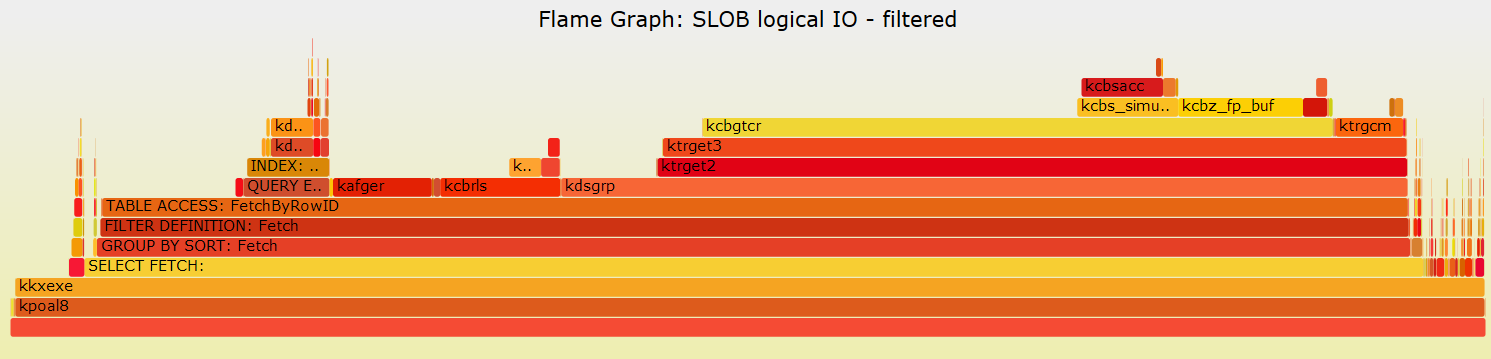 Flame Graph: SLOB logical IO - filtered
kcbsacc
kcbs_simu.. kcbz_fp_buf
kd.. kcbgtcr ktrgcm
kd.. ktrget3
INDEX: .. k.. ktrget2
QUERY E.. kafger kcbrls kdsgrp
TABLE ACCESS: FetchByRowID
FILTER DEFINITION: Fetch
GROUP BY SORT: Fetch
SELECT FETCH:
kkxexe
kpoal8